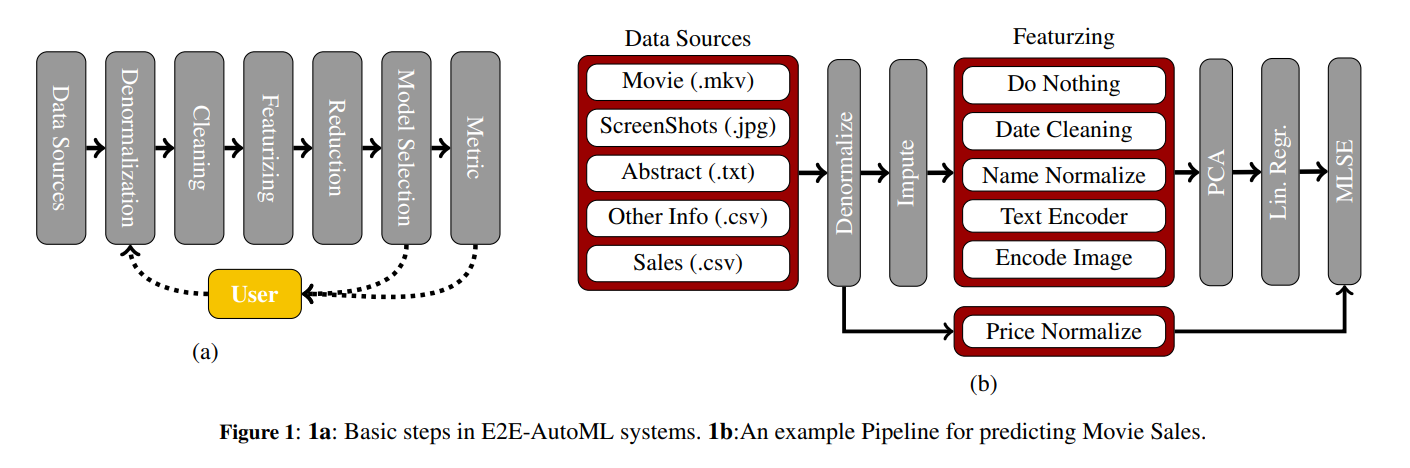 Data Sources
Denormalization
Cleaning
Featurizing
Reduction
Model Selection
Metric
User
(a)
Data Sources
Movie (.mkv)
ScreenShots (.jpg)
Abstract (.txt)
Other Info (.csv)
Sales (.csv)
Denormalize
Impute
Featurzing
Do Nothing
Date Cleaning
Name Normalize
Text Encoder
Encode Image
Price Normalize
PCA
Lin. Regr.
MLSE
(b)
Figure 1: 1a: Basic steps in E2E-AutoML systems. 1b:An example Pipeline for predicting Movie Sales.